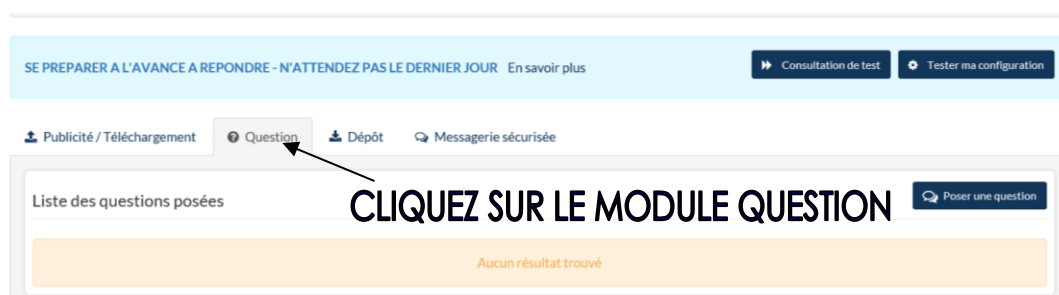 SE PREPARER A L'AVANCE A REPONDRE - N'ATTENDEZ PAS LE DERNIER JOUR En savoir plus
Consultation de test
Tester ma configuration
Publicité / Téléchargement
Question
Dépôt
Messagerie sécurisée
Liste des questions posées
CLIQUEZ SUR LE MODULE QUESTION
Poser une question
Aucun résultat trouvé